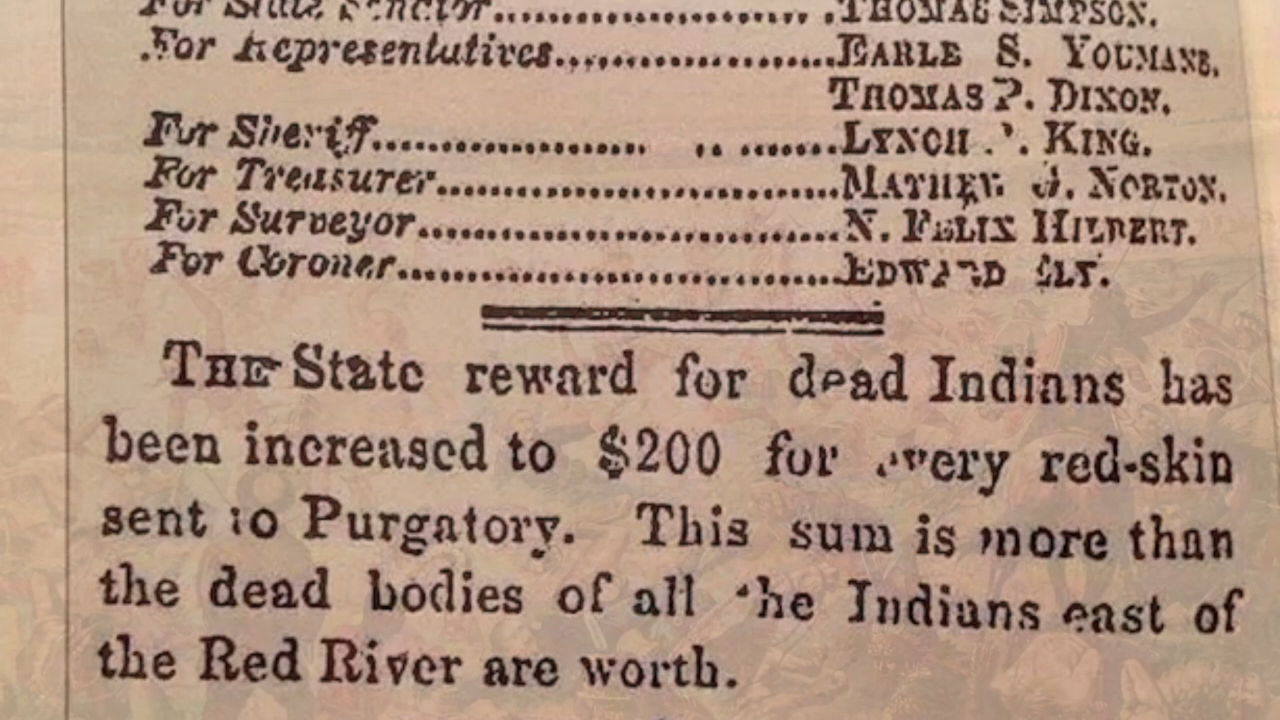 For State Senator.................................THOMAS SIMPSON.
For Representatives.........................EARLE S. YOUMANS,
THOMAS P. DIXON.
For Sheriff........................ .. .......LYNCH . KING.
For Treasurer...................................MATHEW J. NORTON.
For Surveyor.....................................N. FELIX HILBERT.
For Coroner......................................EDWARD ELY.
THE State reward for dead Indians has
been increased to $200 for every red-skin
sent to Purgatory. This sum is more than
the dead bodies of all the Indians east of
the Red River are worth.